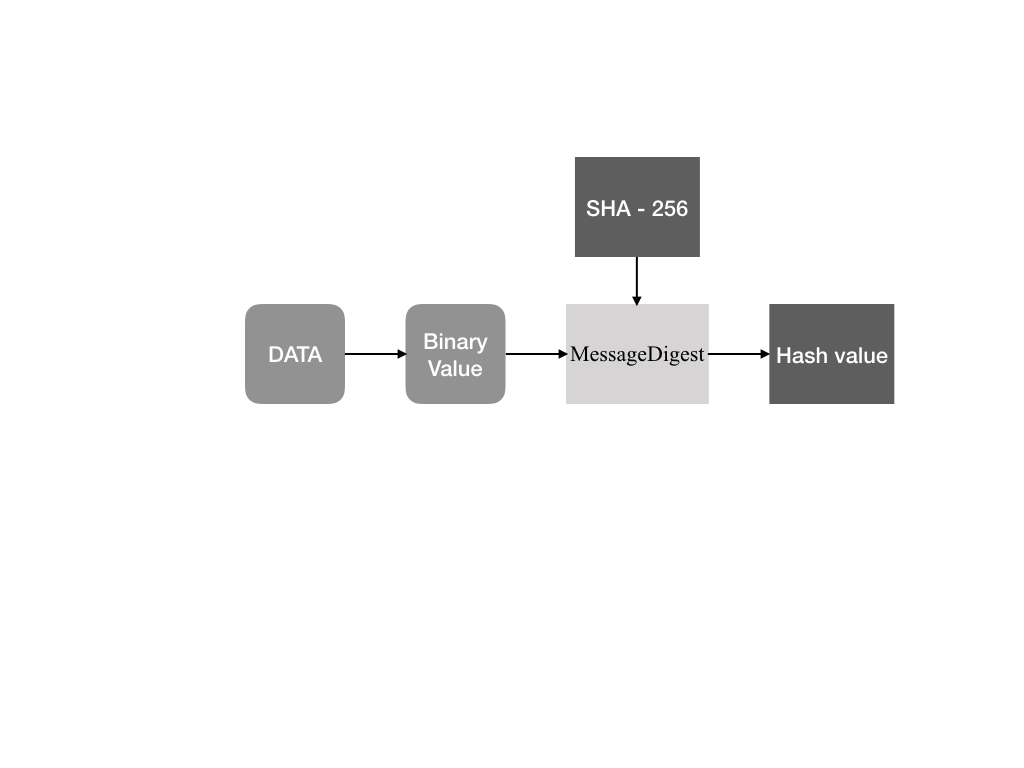 SHA - 256
DATA
Binary
Value
MessageDigest
Hash value